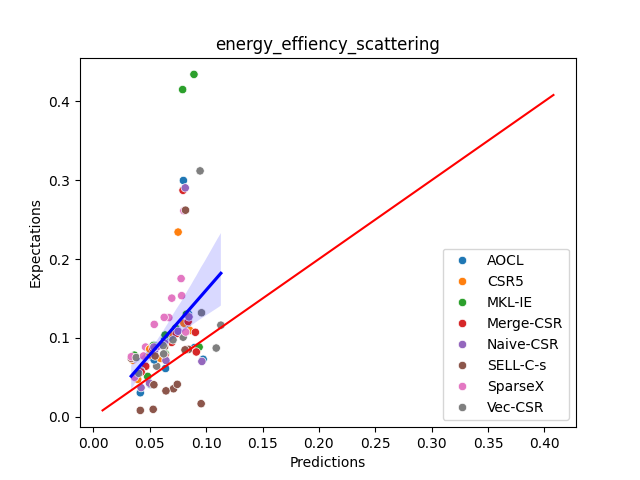 energy_effiency_scattering
0.4
0.3
0.2
0.1
0.0
Expectations
AOCL
CSR5
MKL-IE
Merge-CSR
Naive-CSR
SELL-C-s
SparseX
Vec-CSR
0.00 0.05 0.10 0.15 0.20 0.25 0.30 0.35 0.40
Predictions